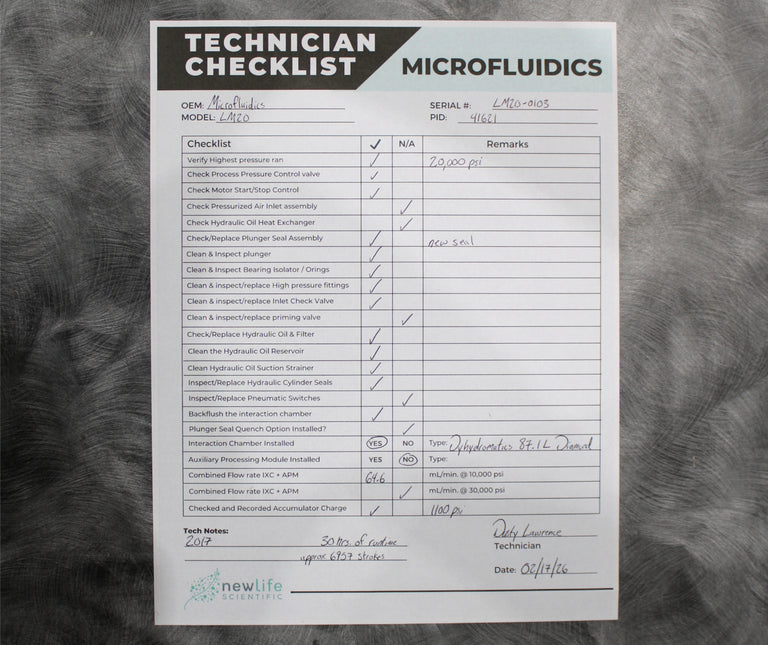 TECHNICIAN
CHECKLIST
MICROFLUIDICS
OEM: Microfluidics
SERIAL #: LM20-0103
MODEL: LM20
PID: 41621
Checklist ✓ N/A Remarks
Verify Highest pressure ran ✓ 20,000 psi
Check Process Pressure Control valve ✓
Check Motor Start/Stop Control ✓
Check Pressurized Air Inlet assembly ✓
Check Hydraulic Oil Heat Exchanger ✓
Check/Replace Plunger Seal Assembly ✓ new seal
Clean & Inspect plunger ✓
Clean & Inspect Bearing Isolator / Orings ✓
Clean & inspect/replace High pressure fittings ✓
Clean & inspect/replace Inlet Check Valve ✓
Clean & inspect/replace priming valve ✓
Check/Replace Hydraulic Oil & Filter ✓
Clean the Hydraulic Oil Reservoir ✓
Clean Hydraulic Oil Suction Strainer ✓
Inspect/Replace Hydraulic Cylinder Seals ✓
Inspect/Replace Pneumatic Switches ✓
Backflush the interaction chamber ✓
Plunger Seal Quench Option Installed? ✓
Interaction Chamber Installed YES NO Type: Dyhydromatics 87.1L Diamond
Auxiliary Processing Module Installed YES NO Type:
Combined Flow rate IXC + APM 64.6 mL/min. @ 10,000 psi
Combined Flow rate IXC + APM ✓ mL/min. @ 30,000 psi
Checked and Recorded Accumulator Charge ✓ 1100 psi
Tech Notes:
2017 30 hrs. of runtime
approx 6957 strokes
Dusty Lawrence
Technician
Date: 02/17/26
newlife
SCIENTIFIC